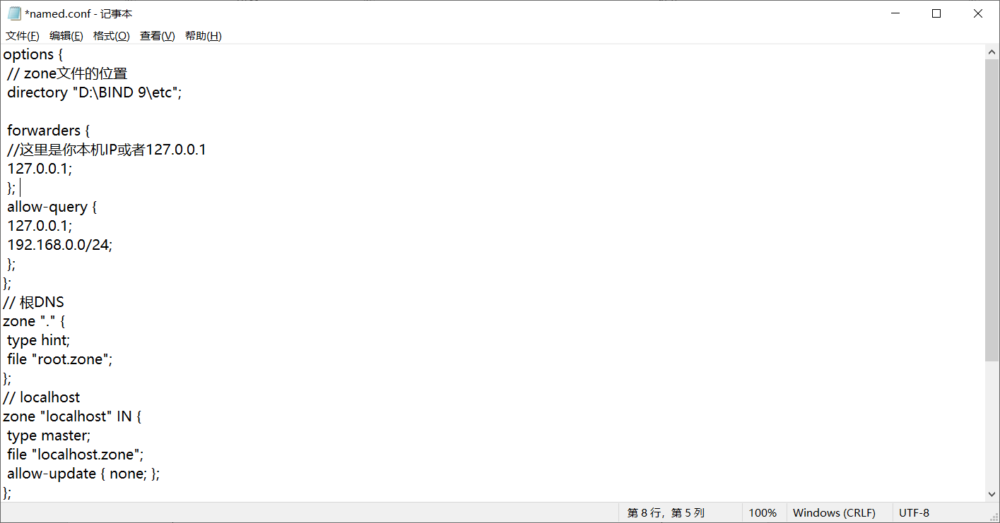 *named.conf - 记事本
文件(F) 编辑(E) 格式(O) 查看(V) 帮助(H)
options {
 // zone文件的位置
 directory "D:\BIND 9\etc";

 forwarders {
 //这里是你本机IP或者127.0.0.1
 127.0.0.1;
 };
 allow-query {
 127.0.0.1;
 192.168.0.0/24;
 };
};
// 根DNS
zone "." {
 type hint;
 file "root.zone";
};
// localhost
zone "localhost" IN {
 type master;
 file "localhost.zone";
 allow-update { none; };
};
第 8 行，第 5 列 100% Windows (CRLF) UTF-8